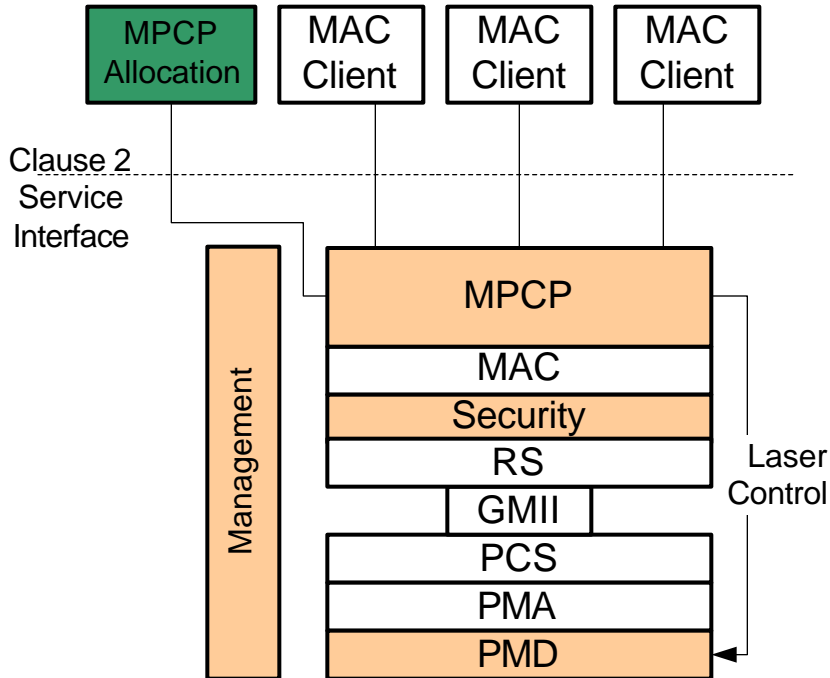 MPCP
Allocation
MAC
Client
MAC
Client
MAC
Client
Clause 2
Service
Interface
Management
MPCP
MAC
Security
RS
GMII
PCS
PMA
PMD
Laser
Control